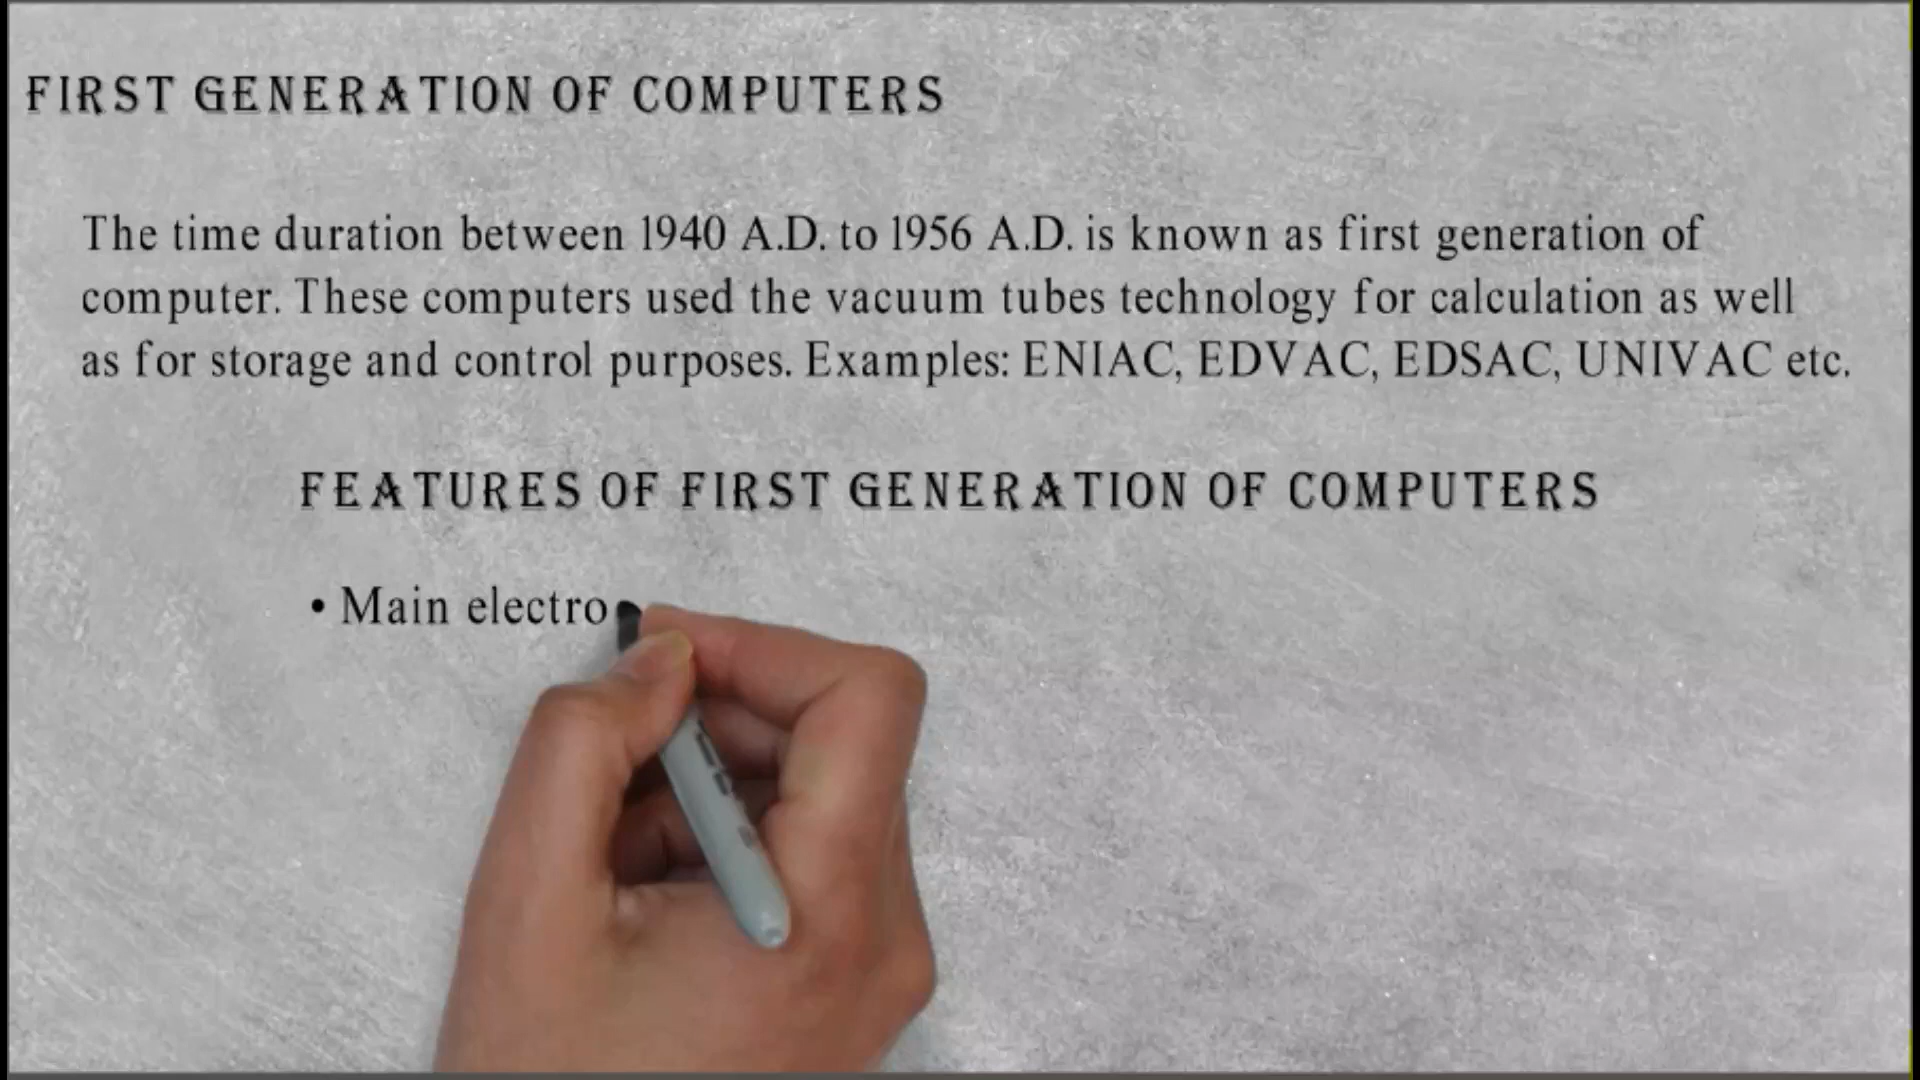 FIRST GENERATION OF COMPUTERS
The time duration between 1940 A.D. to 1956 A.D. is known as first generation of
computer. These computers used the vacuum tubes technology for calculation as well
as for storage and control purposes. Examples: ENIAC, EDVAC, EDSAC, UNIVAC etc.
FEATURES OF FIRST GENERATION OF COMPUTERS
• Main electro